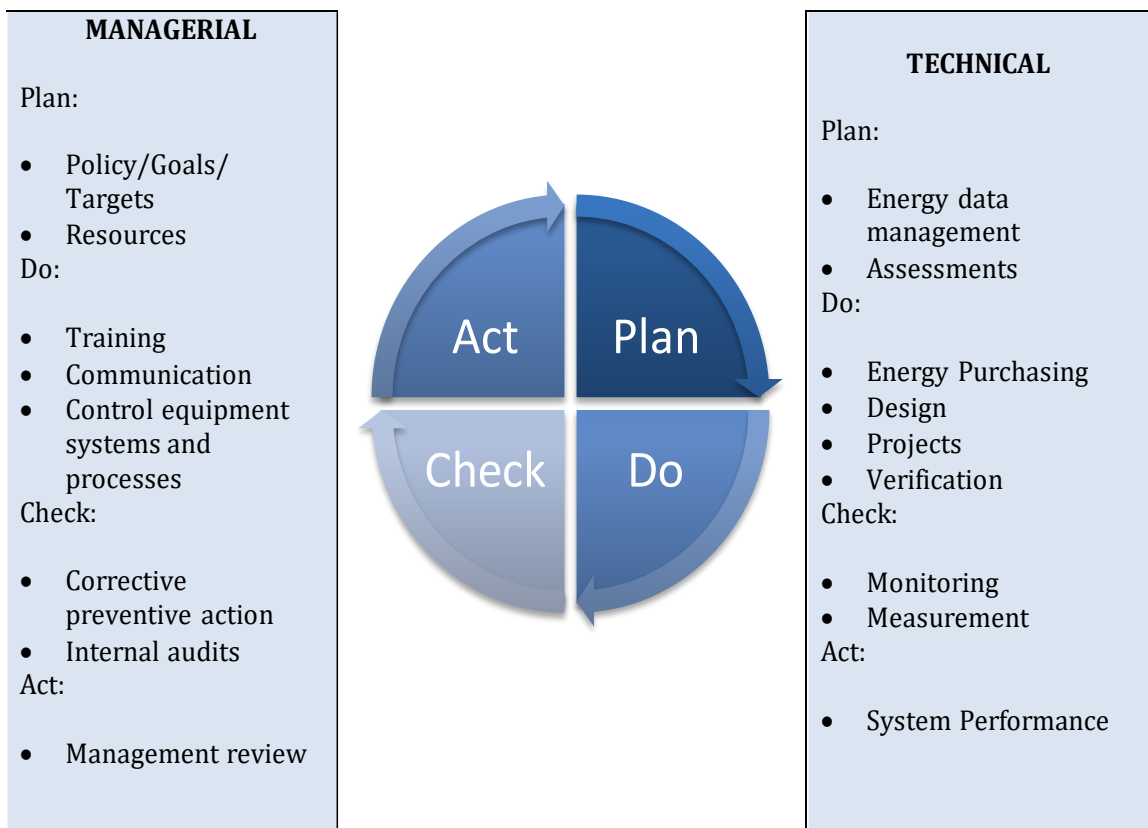 MANAGERIAL
Plan:
• Policy/Goals/
Targets
• Resources
Do:
• Training
• Communication
• Control equipment
systems and
processes
Check:
• Corrective
preventive action
• Internal audits
Act:
• Management review
Act
Plan
Check
Do
TECHNICAL
Plan:
• Energy data
management
• Assessments
Do:
• Energy Purchasing
• Design
• Projects
• Verification
Check:
• Monitoring
• Measurement
Act:
• System Performance